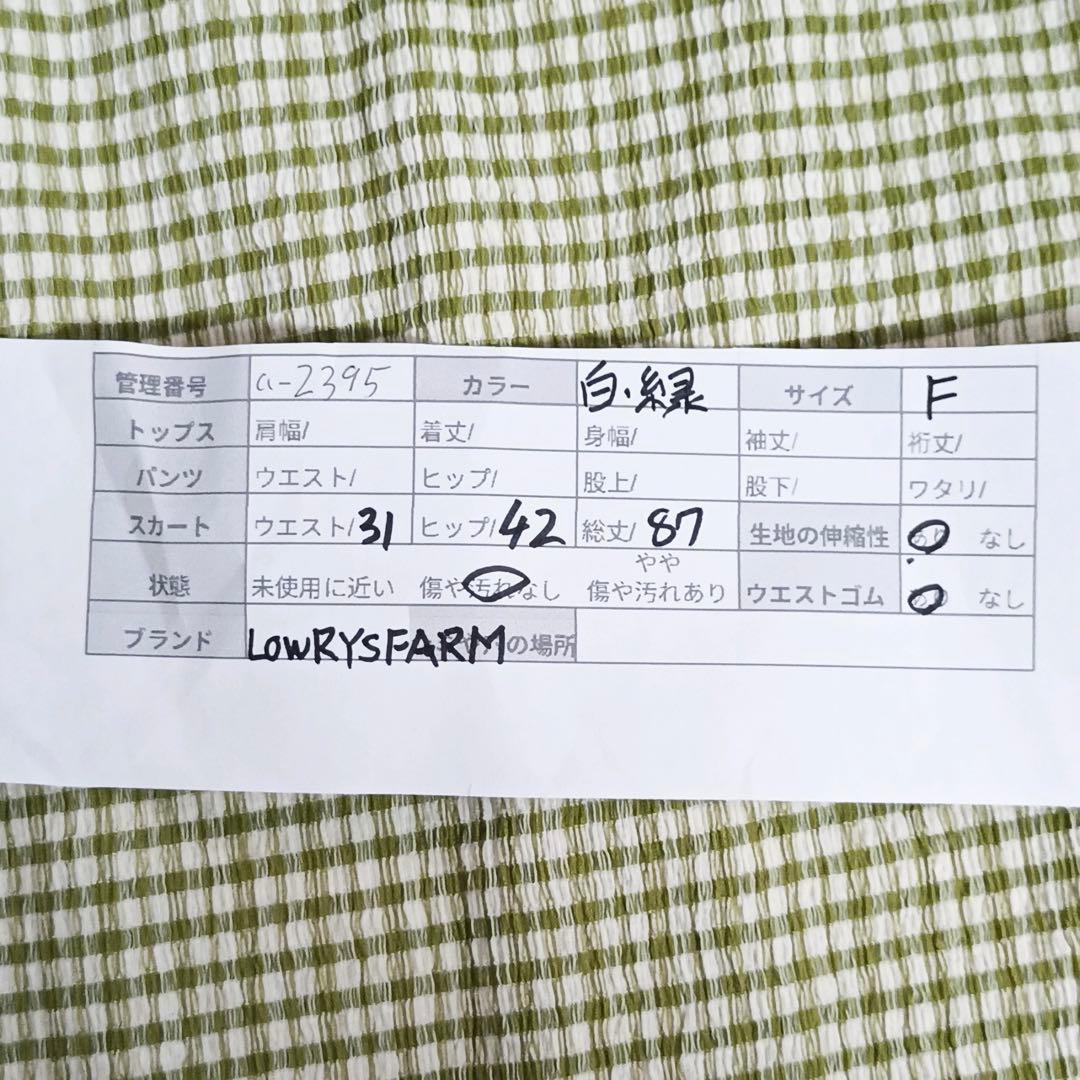 管理番号 a-2395 カラー 白・緑 サイズ F
トップス 肩幅/ 着丈/ 身幅/ 袖丈/ 裄丈/
パンツ ウエスト/ ヒップ/ 股上/ 股下/ ワタリ/
スカート ウエスト/31 ヒップ/42 総丈/87 生地の伸縮性 あり なし
状態 未使用に近い 傷や汚れなし やや傷や汚れあり ウエストゴム あり なし
ブランド LOWRYSFARM の場所